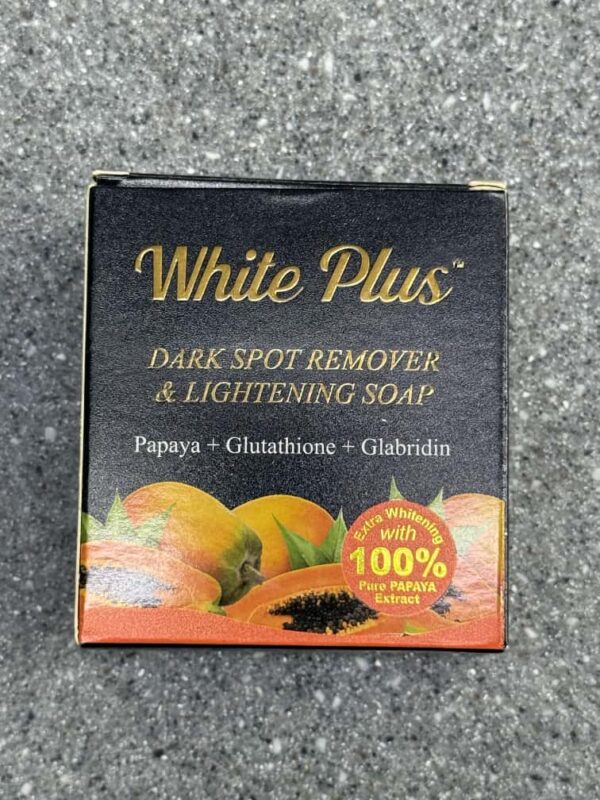 White Plus™
DARK SPOT REMOVER
& LIGHTENING SOAP
Papaya + Glutathione + Glabridin
Extra Whitening
with
100%
Pure PAPAYA
Extract